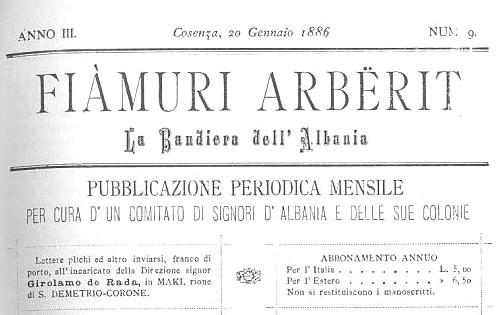 ANNO III.
Cosenza, 20 Gennaio 1886
NUM 9.
FIÀMURI ARBËRIT
La Bandiera dell' Albania
PUBBLICAZIONE PERIODICA MENSILE
PER CURA D' UN COMITATO DI SIGNORI D' ALBANIA E DELLE SUE COLONIE
Lettere plichi ed altro inviarsi, franco di
porto, all' incaricato della Direzione signor
Girolamo de Rada, in MAKI, rione
di S. DEMETRIO-CORONE.
ABBONAMENTO ANNUO
Per l' Italia . . . . . . . . L. 5,00
Per l' Estero . . . . . . . » 6,50
Non si restituiscono i manoscritti.